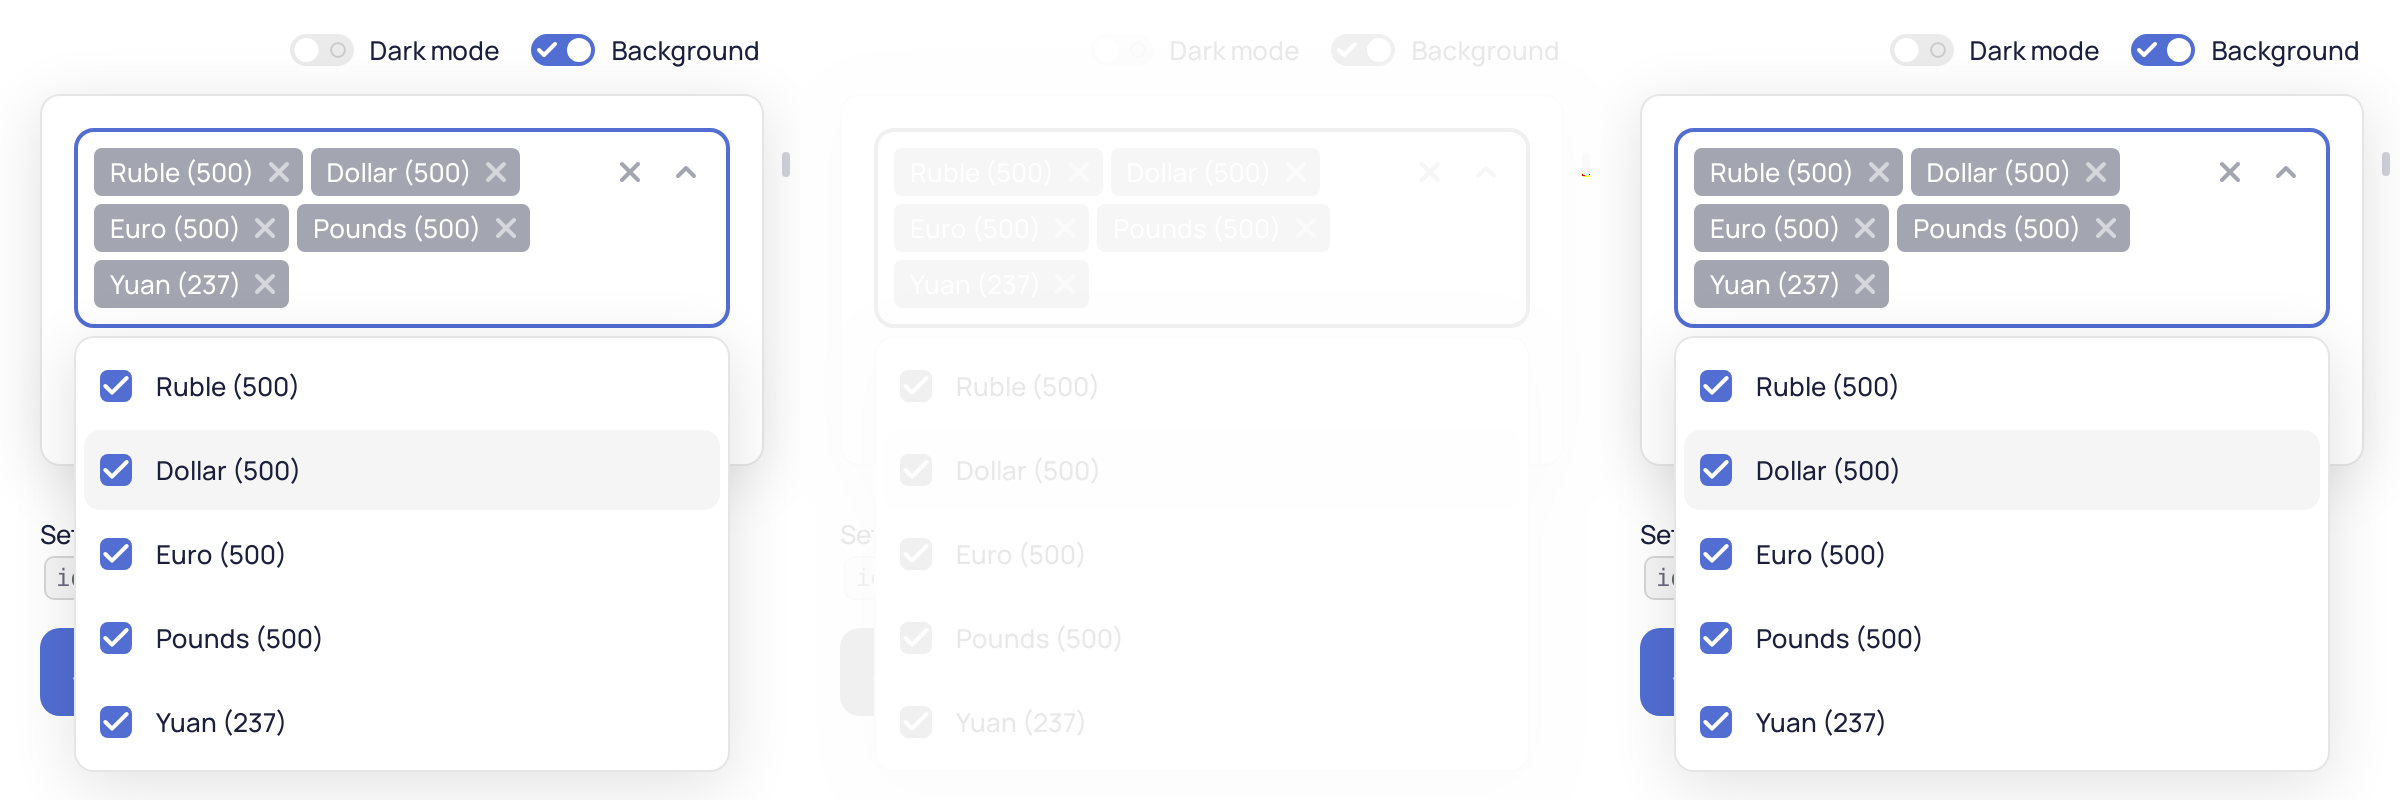 Dark mode Background
Ruble (500) Dollar (500)
Euro (500) Pounds (500)
Yuan (237)
Ruble (500)
Dollar (500)
Euro (500)
Pounds (500)
Yuan (237)
Dark mode Background
Ruble (500) Dollar (500)
Euro (500) Pounds (500)
Yuan (237)
Ruble (500)
Dollar (500)
Euro (500)
Pounds (500)
Yuan (237)
Dark mode Background
Ruble (500) Dollar (500)
Euro (500) Pounds (500)
Yuan (237)
Ruble (500)
Dollar (500)
Euro (500)
Pounds (500)
Yuan (237)